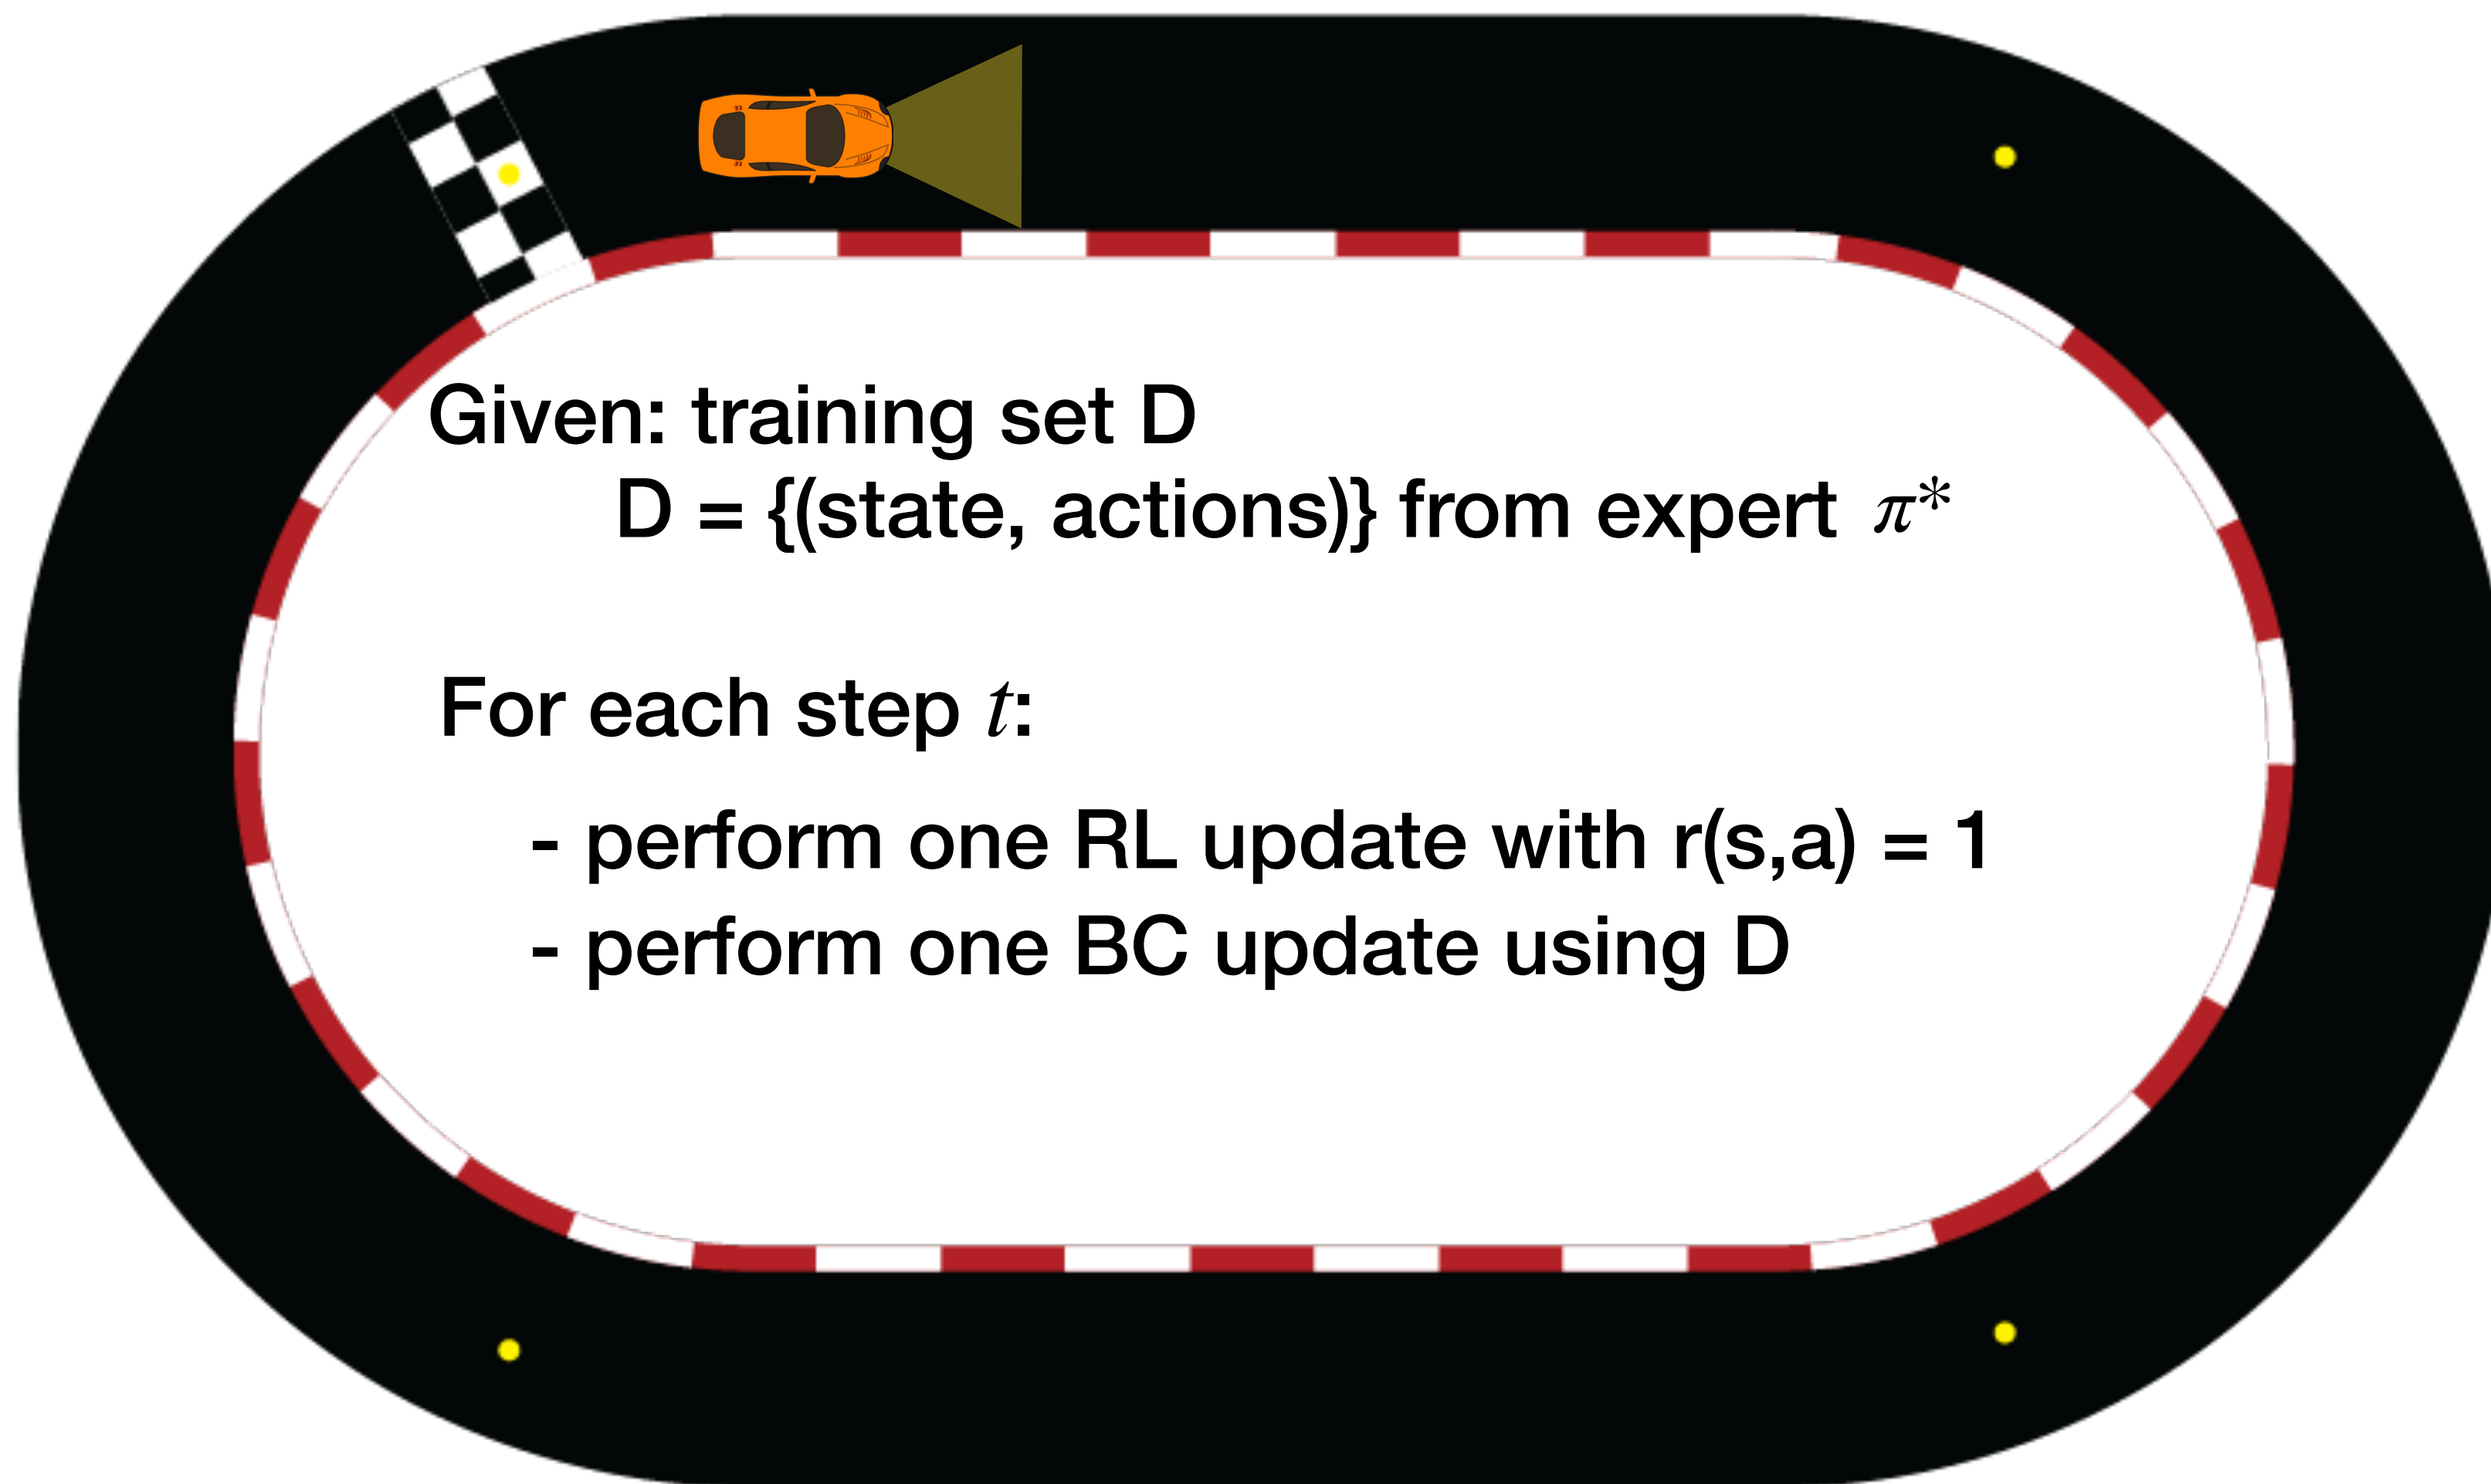 Given: training set D
D = {(state, actions)} from expert π*
For each step t:
- perform one RL update with r(s,a) = 1
- perform one BC update using D